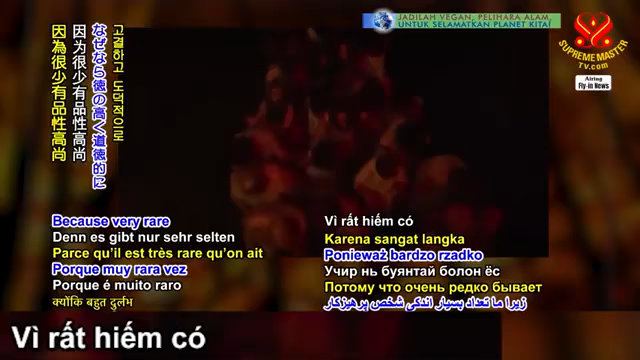 JADILAH VEGAN, PELIHARA ALAM,
UNTUK SELAMATKAN PLANET KITA!
SUPREME MASTER
TV.com
Airing
Fly-in News
고결하고 도덕적으로
なぜなら徳の高く道徳的に
因为很少有品性高尚
因為很少有品性高尚
Because very rare
Denn es gibt nur sehr selten
Parce qu'il est très rare qu'on ait
Porque muy rara vez
Porque é muito raro
क्योंकि बहुत दुर्लभ
Vì rất hiếm có
Karena sangat langka
Ponieważ bardzo rzadko
Учир нь буянтай болон ёс
Потому что очень редко бывает
زیرا ما تعداد بسیار اندکی شخص پرهیزکار
Vì rất hiếm có